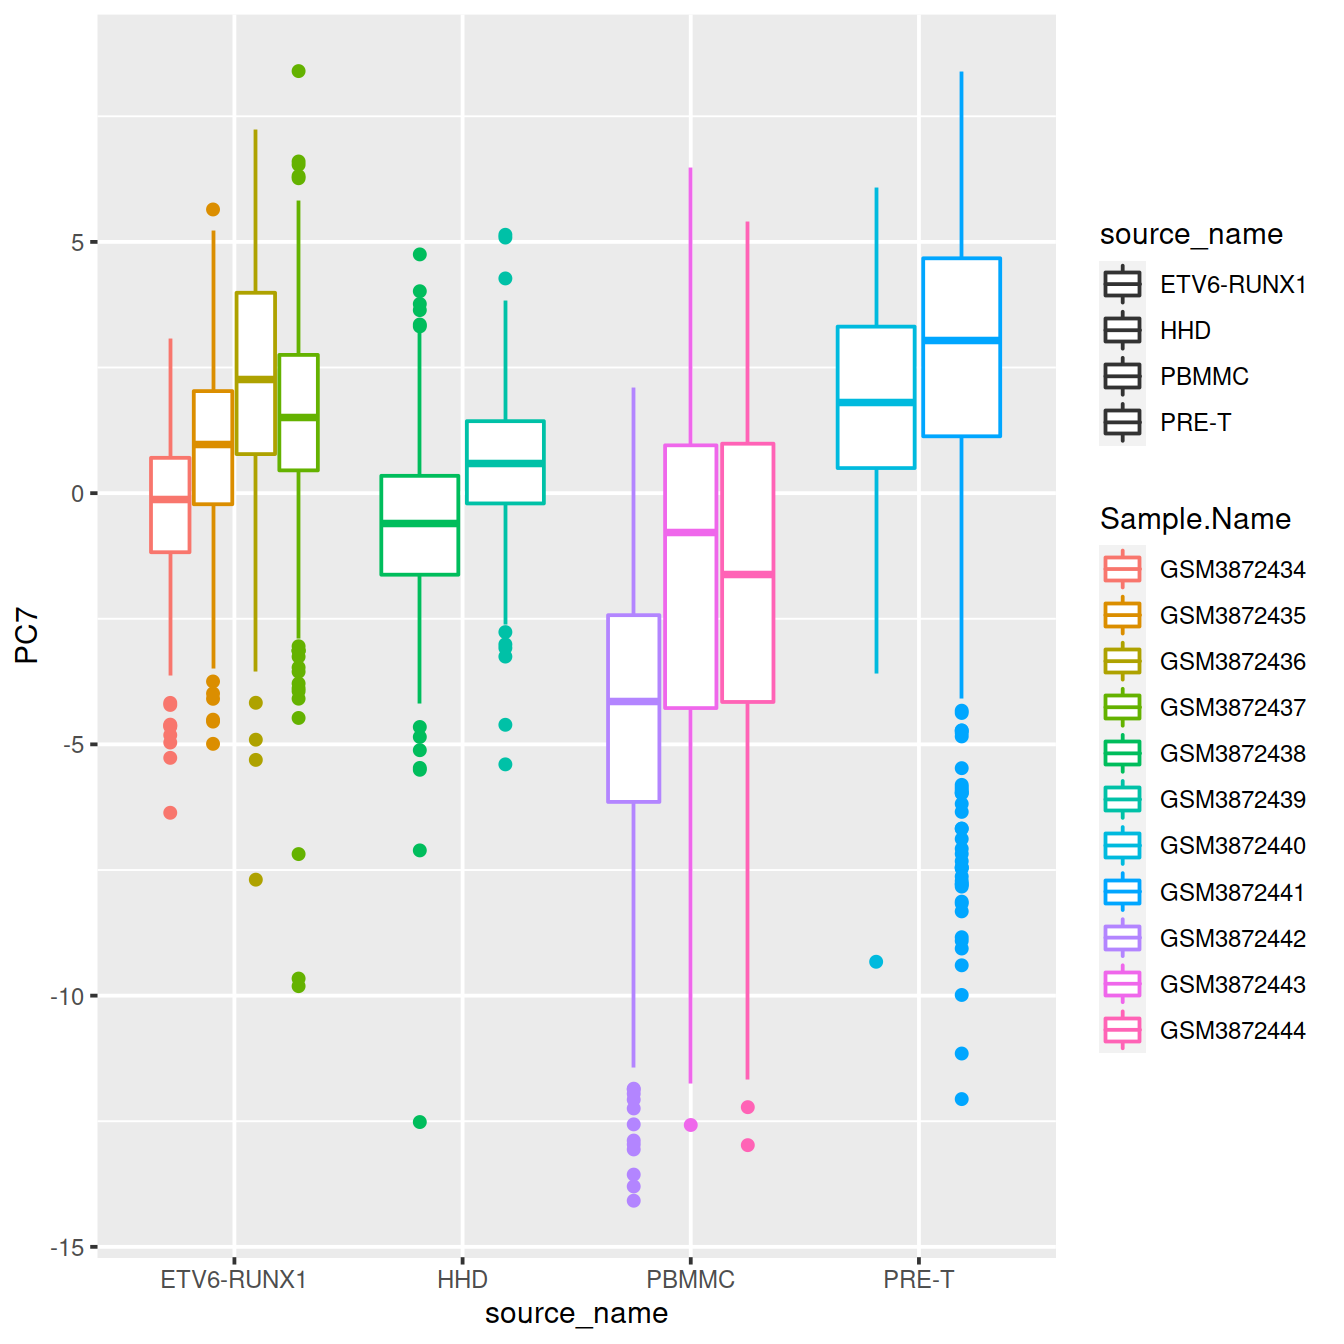 PC7
5
0
-5
-10
-15
ETV6-RUNX1 HHD PBMMC PRE-T
source_name
source_name
ETV6-RUNX1
HHD
PBMMC
PRE-T
Sample.Name
GSM3872434
GSM3872435
GSM3872436
GSM3872437
GSM3872438
GSM3872439
GSM3872440
GSM3872441
GSM3872442
GSM3872443
GSM3872444